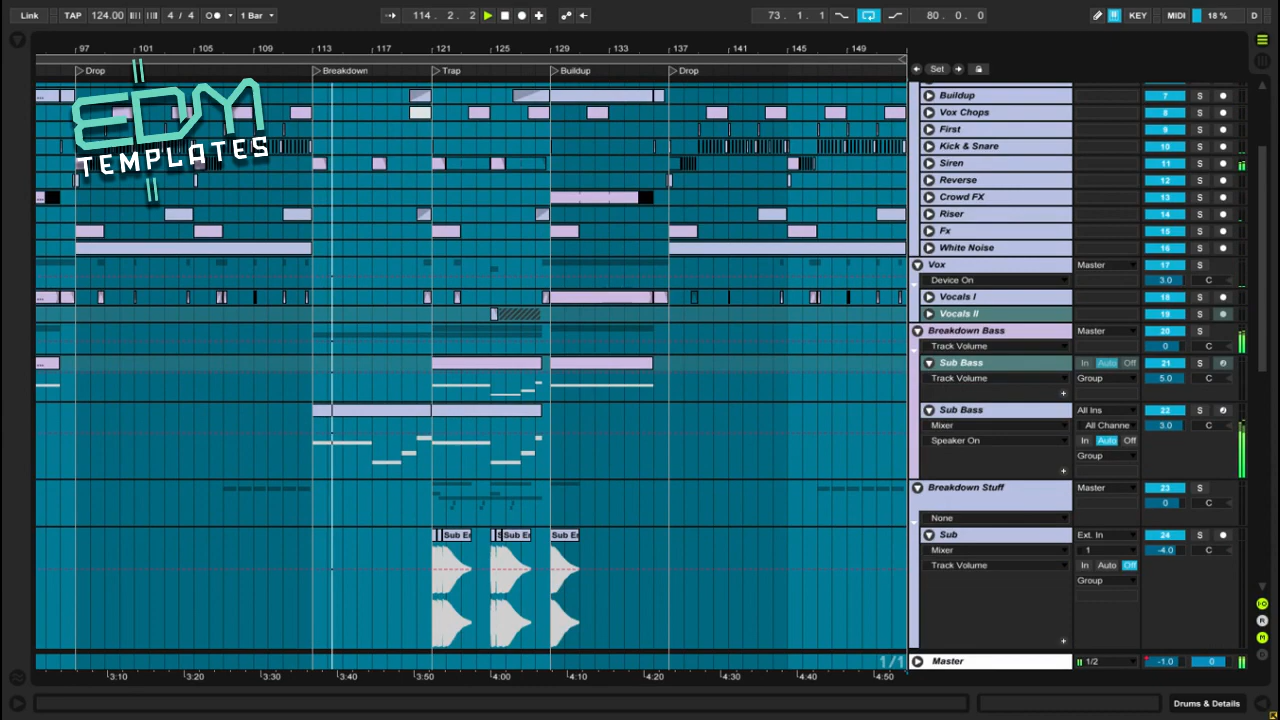 Link TAP 124.00 4 / 4 1 Bar 114. 2. 2 73. 1. 1 80. 0. 0 KEY MIDI 18 % D
97 101 105 109 113 117 121 125 129 133 137 141 145 149
Drop Breakdown Trap Buildup Drop Set
EDM
TEMPLATES
Buildup 7 S
Vox Chops 8 S
First 9 S
Kick & Snare 10 S
Siren 11 S
Reverse 12 S
Crowd FX 13 S
Riser 14 S
Fx 15 S
White Noise 16 S
Vox Master 17 S
Device On 3.0 C
Vocals I 18 S
Vocals II 19 S
Breakdown Bass Master 20 S
Track Volume 0 C
Sub Bass In Auto Off 21 S
Track Volume Group 5.0 C
Sub Bass All Ins 22 S
Mixer All Channe 3.0 C
Speaker On In Auto Off
Group
Breakdown Stuff Master 23 S
0 C
None
Sub Er Sub Er Sub Er Sub Ext. In 24 S
Mixer 1 -4.0 C
Track Volume In Auto Off
Group
1/1 Master 1/2 -1.0 0
3:10 3:20 3:30 3:40 3:50 4:00 4:10 4:20 4:30 4:40 4:50
Drums & Details